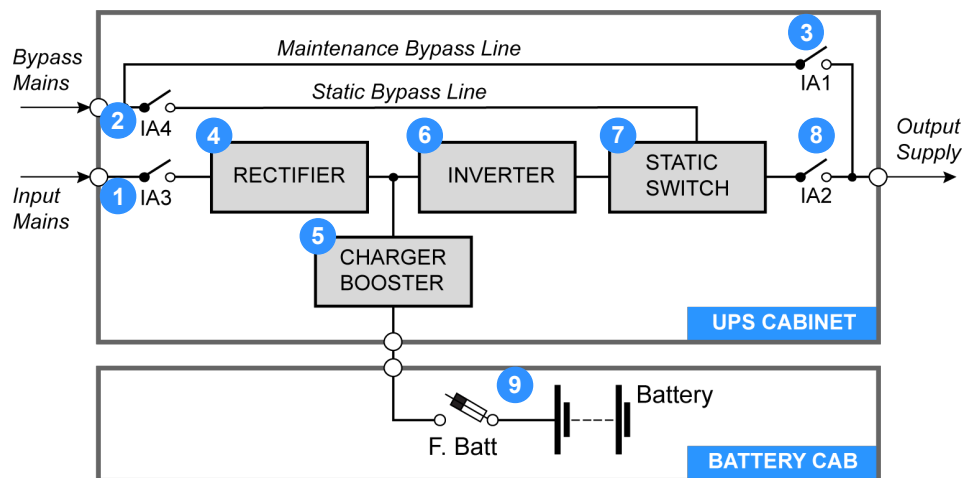 3
Maintenance Bypass Line
Bypass
Mains
IA1
Static Bypass Line
2
IA4
4
6
7
8
Output
Supply
RECTIFIER
INVERTER
STATIC
SWITCH
1
IA3
IA2
Input
Mains
5
CHARGER
BOOSTER
UPS CABINET
9
Battery
F. Batt
BATTERY CAB